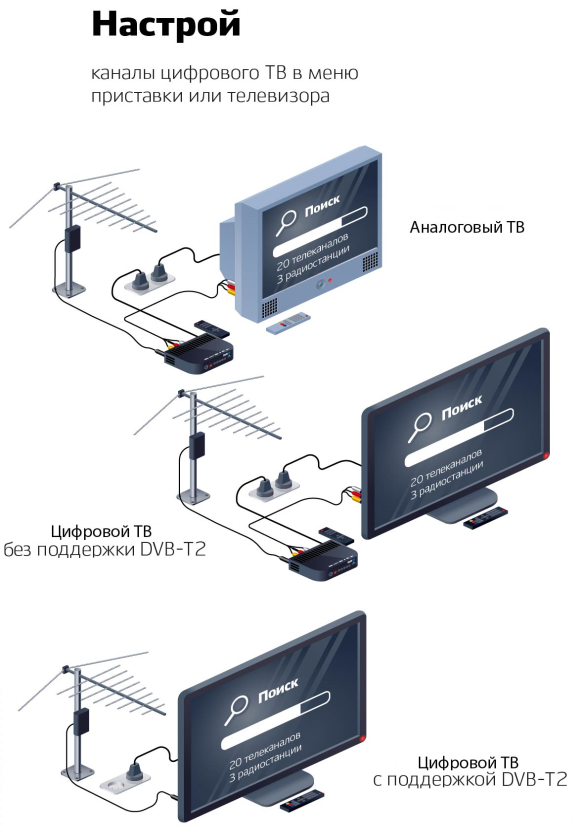 Настрой
каналы цифрового ТВ в меню
приставки или телевизора
Поиск
20 телеканалов
3 радиостанции
Аналоговый ТВ
Поиск
20 телеканалов
3 радиостанции
Цифровой ТВ
без поддержки DVB-T2
Поиск
20 телеканалов
3 радиостанции
Цифровой ТВ
с поддержкой DVB-T2